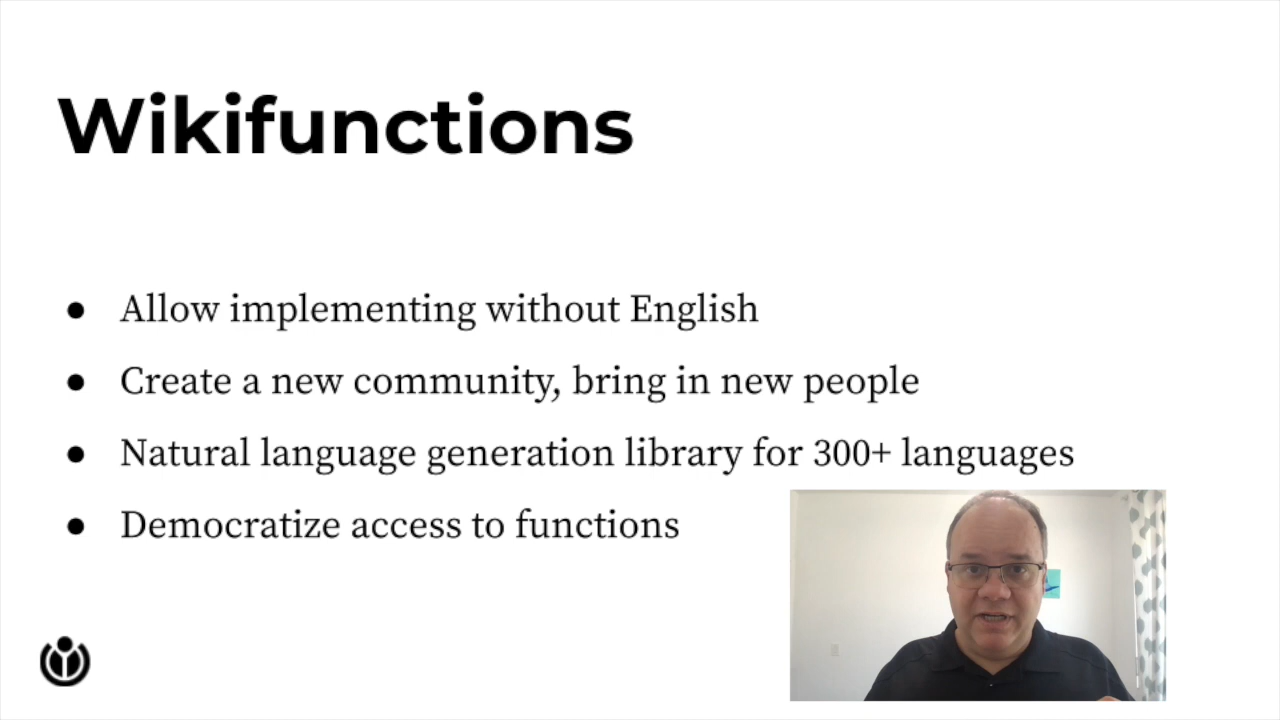 Wikifunctions
● Allow implementing without English
● Create a new community, bring in new people
● Natural language generation library for 300+ languages
● Democratize access to functions